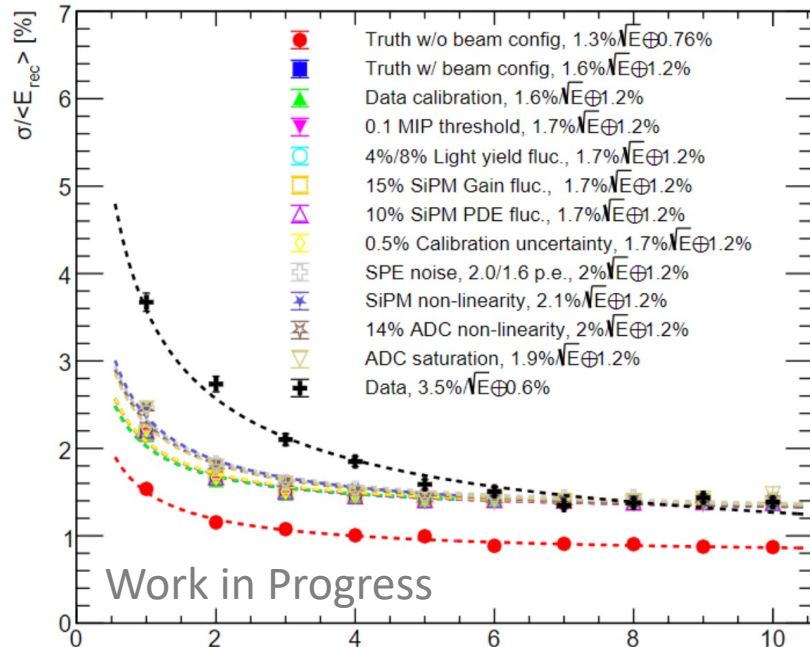 σ/<E_rec> [%]
7
Truth w/o beam config, 1.3%/√E⊕0.76%
Truth w/ beam config, 1.6%/√E⊕1.2%
6
Data calibration, 1.6%/√E⊕1.2%
0.1 MIP threshold, 1.7%/√E⊕1.2%
4%/8% Light yield fluc., 1.7%/√E⊕1.2%
5
15% SiPM Gain fluc., 1.7%/√E⊕1.2%
10% SiPM PDE fluc., 1.7%/√E⊕1.2%
0.5% Calibration uncertainty, 1.7%/√E⊕1.2%
4
SPE noise, 2.0/1.6 p.e., 2%/√E⊕1.2%
SiPM non-linearity, 2.1%/√E⊕1.2%
14% ADC non-linearity, 2%/√E⊕1.2%
3
ADC saturation, 1.9%/√E⊕1.2%
Data, 3.5%/√E⊕0.6%
2
1
Work in Progress
0
0 2 4 6 8 10